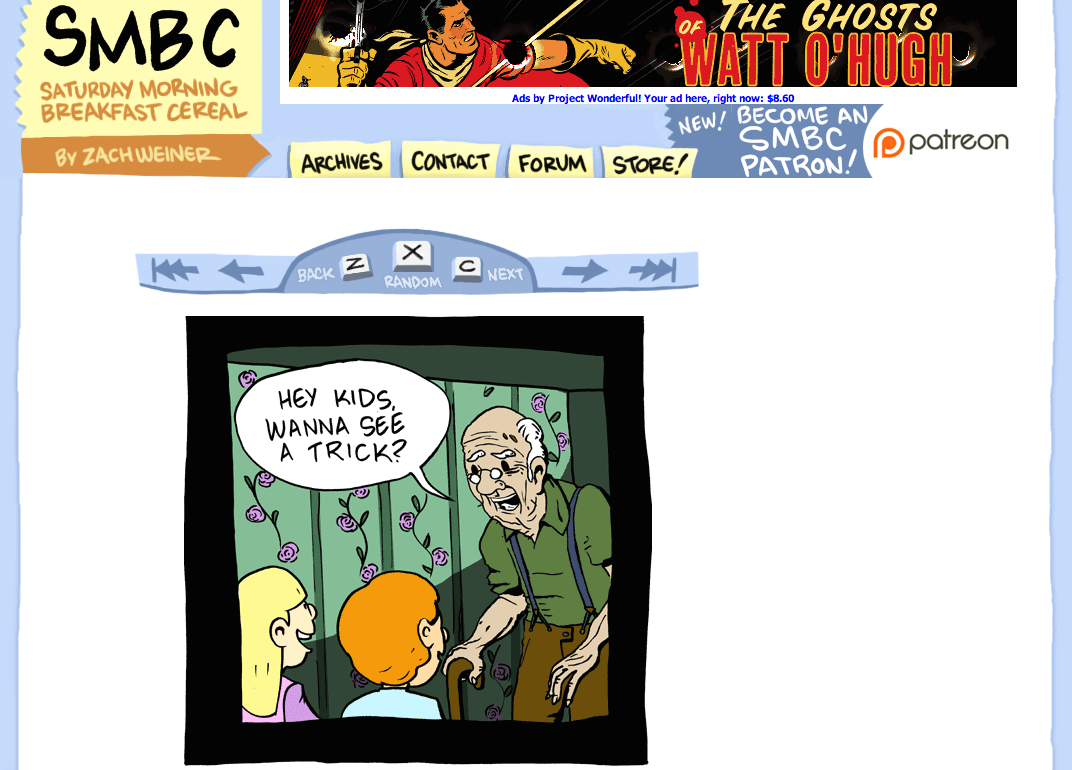 SMBC
SATURDAY MORNING
BREAKFAST CEREAL
BY ZACH WEINER
THE GHOSTS
OF
WATT O'HUGH
Ads by Project Wonderful! Your ad here, right now: $8.60
ARCHIVES
CONTACT
FORUM
STORE!
NEW! BECOME AN
SMBC
PATRON!
patreon
BACK Z
X
RANDOM
C NEXT
HEY KIDS,
WANNA SEE
A TRICK?